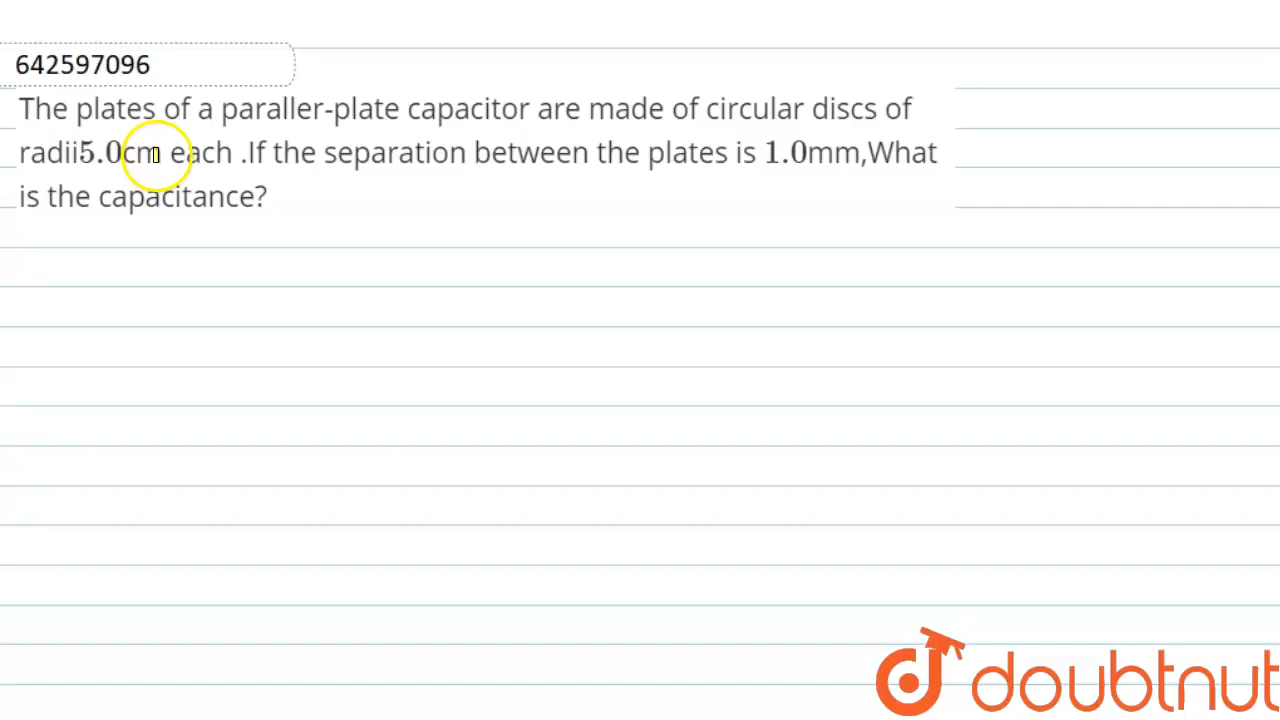 642597096
The plates of a paraller-plate capacitor are made of circular discs of
radii5.0cm each .If the separation between the plates is 1.0mm,What
is the capacitance?
doubtnut